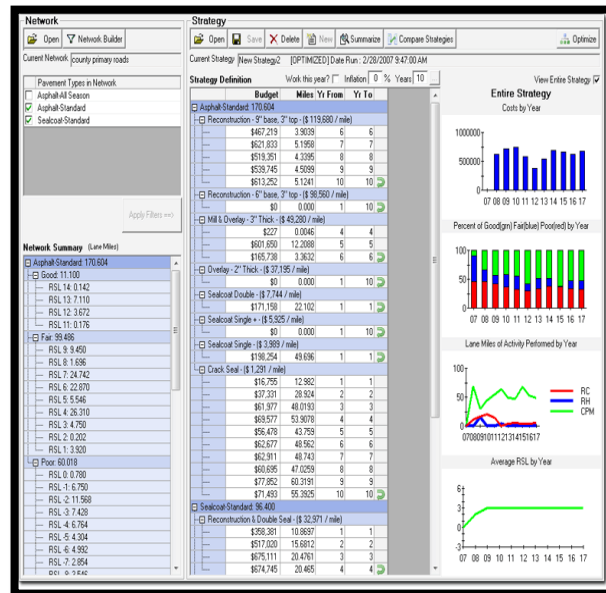 Network
Open Network Builder
Current Network county primary roads
Pavement Types in Network
Asphalt-All Season
Asphalt-Standard
Sealcoat-Standard
Apply Filters ==>
Network Summary (Lane Miles)
Asphalt-Standard: 170.604
Good: 11.100
RSL 14: 0.142
RSL 13: 7.110
RSL 12: 3.672
RSL 11: 0.176
Fair: 99.486
RSL 9: 9.450
RSL 8: 1.696
RSL 7: 24.742
RSL 6: 22.870
RSL 5: 5.546
RSL 4: 26.310
RSL 3: 4.750
RSL 2: 0.202
RSL 1: 3.920
Poor: 60.018
RSL 0: 0.780
RSL -1: 6.750
RSL -2: 11.568
RSL -3: 7.428
RSL -4: 6.764
RSL -5: 4.304
RSL -6: 4.992
RSL -7: 2.854
Strategy
Open Save Delete New Summarize Compare Strategies Optimize
Current Strategy New Strategy2 [OPTIMIZED] Date Run : 2/28/2007 9:47:00 AM
Strategy Definition Work this year? Inflation 0 % Years 10 ... View Entire Strategy
Budget Miles Yr From Yr To
Asphalt-Standard: 170.604
Reconstruction - 9" base, 3" top - ($ 119,680 / mile)
$467,219 3.9039 6 6
$621,833 5.1958 7 7
$519,351 4.3395 8 8
$539,745 4.5099 9 9
$613,252 5.1241 10 10
Reconstruction - 6" base, 3" top - ($ 98,560 / mile)
$0 0.000 1 10
Mill & Overlay - 3" Thick - ($ 49,280 / mile)
$227 0.0046 4 4
$601,650 12.2088 5 5
$165,738 3.3632 6 6
Overlay - 2" Thick - ($ 37,195 / mile)
$0 0.000 1 10
Sealcoat Double - ($ 7,744 / mile)
$171,158 22.102 1 1
Sealcoat Single + - ($ 5,925 / mile)
$0 0.000 1 10
Sealcoat Single - ($ 3,989 / mile)
$198,254 49.696 1 1
Crack Seal - ($ 1,291 / mile)
$16,755 12.982 1 1
$37,331 28.924 2 2
$61,977 48.0193 3 3
$69,577 53.9078 4 4
$56,478 43.759 5 5
$62,677 48.562 6 6
$62,911 48.743 7 7
$60,695 47.0259 8 8
$77,852 60.3191 9 9
$71,493 55.3925 10 10
Sealcoat-Standard: 96.400
Reconstruction & Double Seal - ($ 32,971 / mile)
$358,381 10.8697 1 1
$517,020 15.6812 2 2
$675,111 20.4761 3 3
$674,745 20.465 4 4
Entire Strategy
Costs by Year
1000000
500000
0
07 08 09 10 11 12 13 14 15 16 17
Percent of Good(grn) Fair(blue) Poor(red) by Year
100
50
0
07 08 09 10 11 12 13 14 15 16 17
Lane Miles of Activity Performed by Year
100
50
0
0708091011121314151617
RC
RH
CPM
Average RSL by Year
6
3
0
-3
07 08 09 10 11 12 13 14 15 16 17